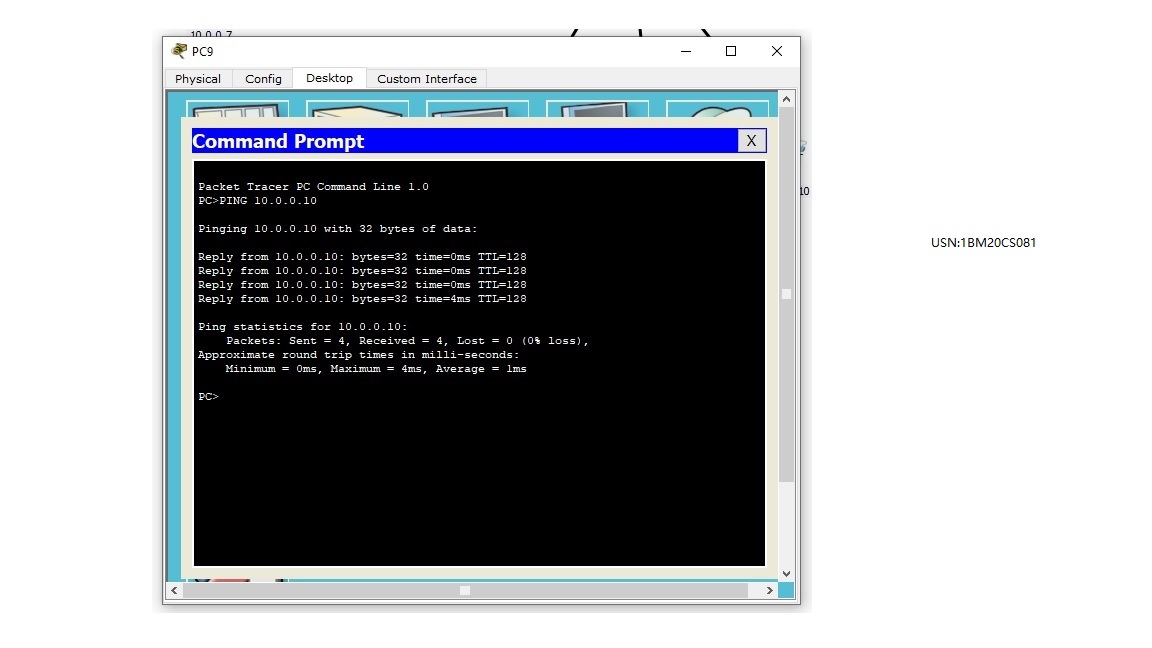 10.0.0.7
PC9
Physical Config Desktop Custom Interface
Command Prompt X
Packet Tracer PC Command Line 1.0
PC>PING 10.0.0.10
Pinging 10.0.0.10 with 32 bytes of data:
Reply from 10.0.0.10: bytes=32 time=0ms TTL=128
Reply from 10.0.0.10: bytes=32 time=0ms TTL=128
Reply from 10.0.0.10: bytes=32 time=0ms TTL=128
Reply from 10.0.0.10: bytes=32 time=4ms TTL=128
Ping statistics for 10.0.0.10:
Packets: Sent = 4, Received = 4, Lost = 0 (0% loss),
Approximate round trip times in milli-seconds:
Minimum = 0ms, Maximum = 4ms, Average = 1ms
PC>
10
USN:1BM20CS081